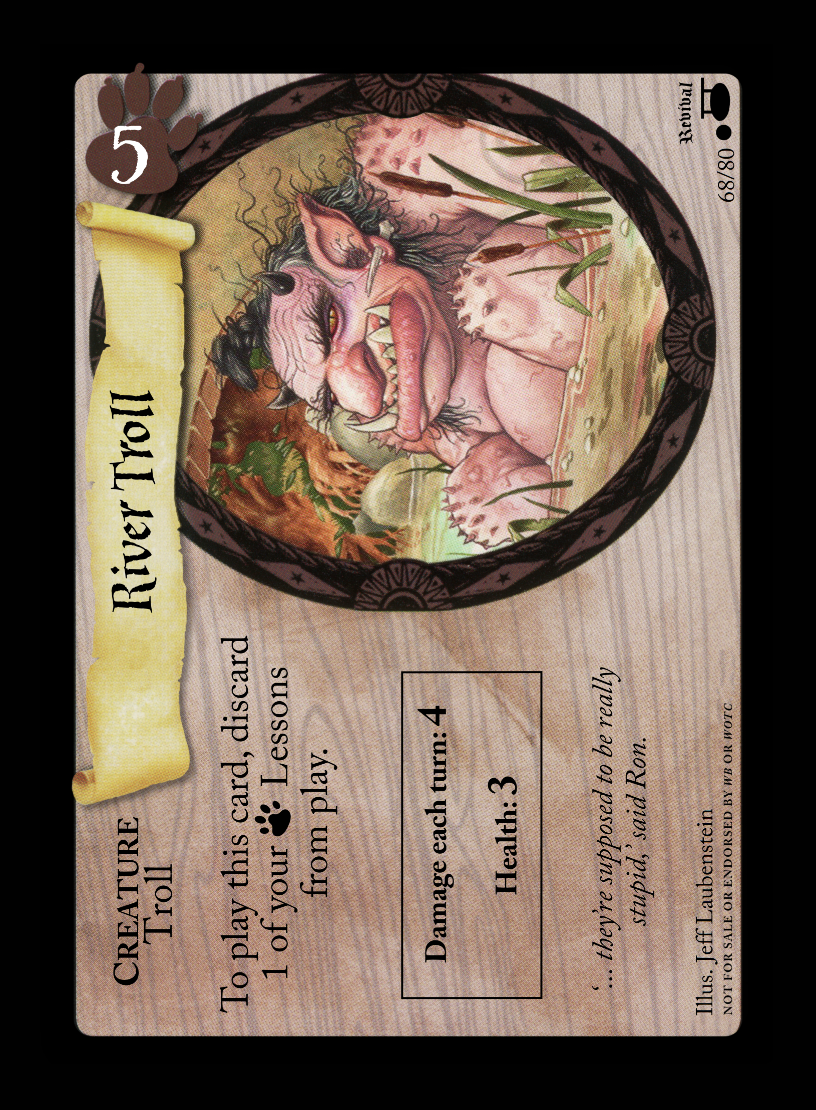 CREATURE
Troll
River Troll
5
To play this card, discard
1 of your Lessons
from play.
Damage each turn: 4
Health: 3
‘... they’re supposed to be really
stupid,’ said Ron.
Illus. Jeff Laubenstein
NOT FOR SALE OR ENDORSED BY WB OR WOTC
Revival
68/80